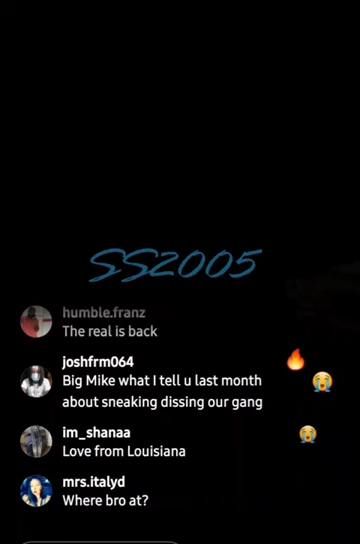 SS2005
humble.franz
The real is back
joshfrm064
Big Mike what I tell u last month
about sneaking dissing our gang
im_shanaa
Love from Louisiana
mrs.italyd
Where bro at?